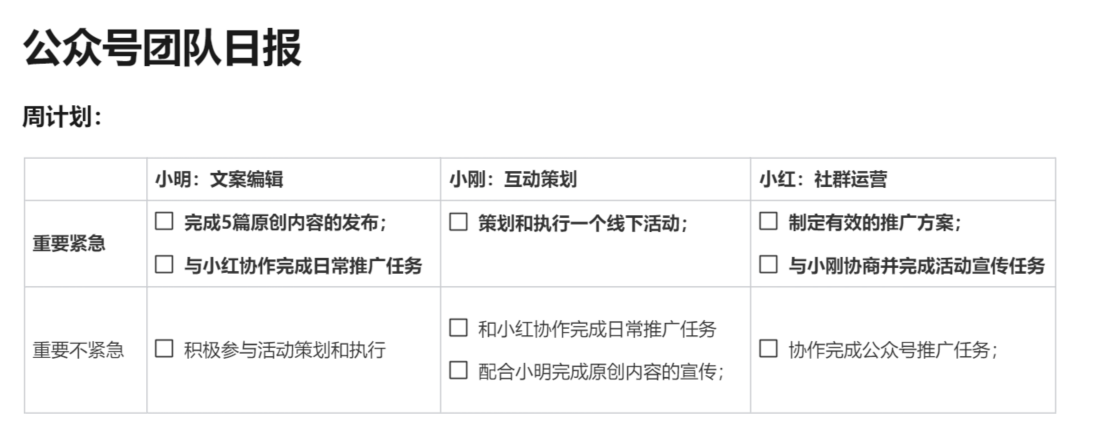 公众号团队日报
周计划：
小明：文案编辑
小刚：互动策划
小红：社群运营
重要紧急
完成5篇原创内容的发布；
与小红协作完成日常推广任务
策划和执行一个线下活动；
制定有效的推广方案；
与小刚协商并完成活动宣传任务
重要不紧急
积极参与活动策划和执行
和小红协作完成日常推广任务
配合小明完成原创内容的宣传；
协作完成公众号推广任务；